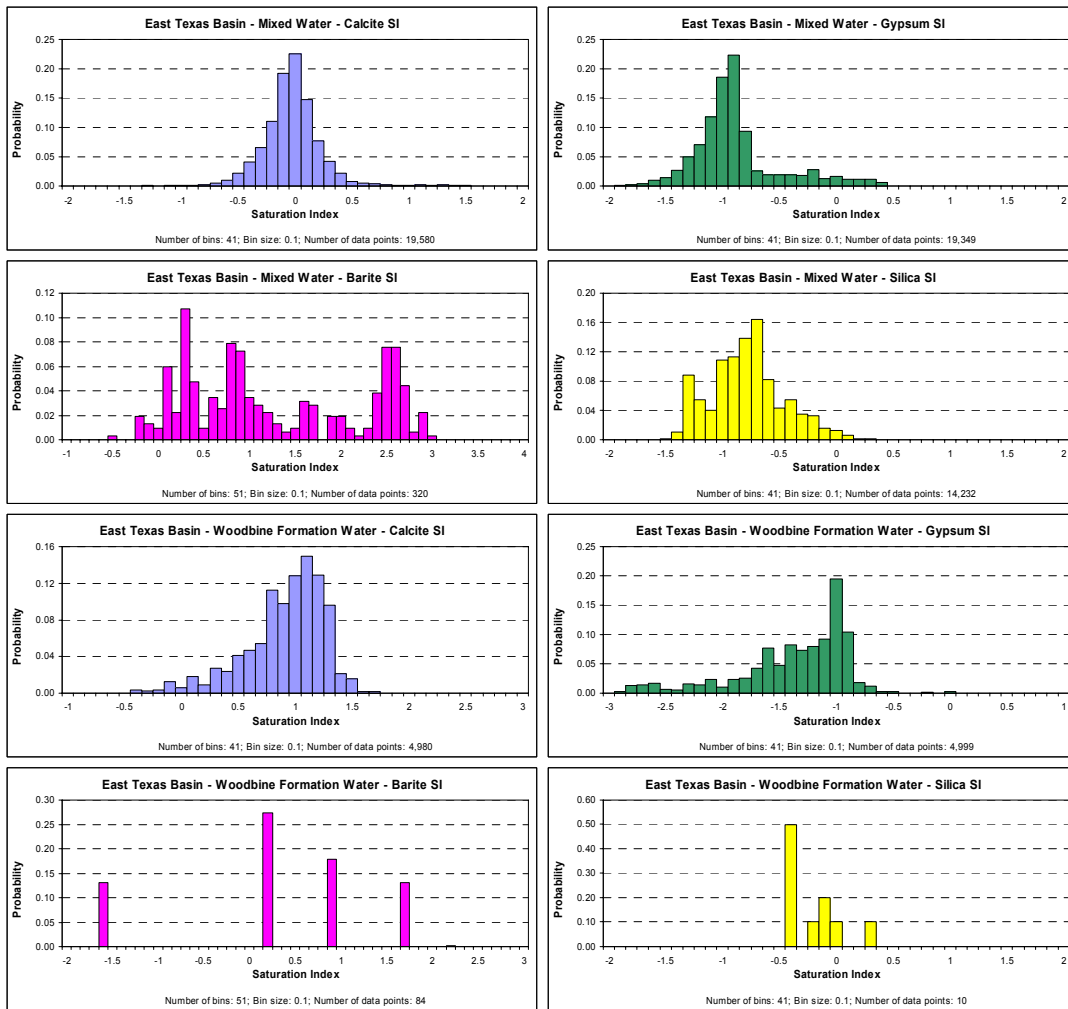 East Texas Basin - Mixed Water - Calcite SI
0.25
0.20
0.15
0.10
0.05
0.00
Probability
-2 -1.5 -1 -0.5 0 0.5 1 1.5 2
Saturation Index
Number of bins: 41; Bin size: 0.1; Number of data points: 19,580
East Texas Basin - Mixed Water - Gypsum SI
0.25
0.20
0.15
0.10
0.05
0.00
Probability
-2 -1.5 -1 -0.5 0 0.5 1 1.5 2
Saturation Index
Number of bins: 41; Bin size: 0.1; Number of data points: 19,349
East Texas Basin - Mixed Water - Barite SI
0.12
0.10
0.08
0.06
0.04
0.02
0.00
Probability
-1 -0.5 0 0.5 1 1.5 2 2.5 3 3.5 4
Saturation Index
Number of bins: 51; Bin size: 0.1; Number of data points: 320
East Texas Basin - Mixed Water - Silica SI
0.20
0.16
0.12
0.08
0.04
0.00
Probability
-2 -1.5 -1 -0.5 0 0.5 1 1.5 2
Saturation Index
Number of bins: 41; Bin size: 0.1; Number of data points: 14,232
East Texas Basin - Woodbine Formation Water - Calcite SI
0.16
0.12
0.08
0.04
0.00
Probability
-1 -0.5 0 0.5 1 1.5 2 2.5 3
Saturation Index
Number of bins: 41; Bin size: 0.1; Number of data points: 4,980
East Texas Basin - Woodbine Formation Water - Gypsum SI
0.25
0.20
0.15
0.10
0.05
0.00
Probability
-3 -2.5 -2 -1.5 -1 -0.5 0 0.5 1
Saturation Index
Number of bins: 41; Bin size: 0.1; Number of data points: 4,999
East Texas Basin - Woodbine Formation Water - Barite SI
0.30
0.25
0.20
0.15
0.10
0.05
0.00
Probability
-2 -1.5 -1 -0.5 0 0.5 1 1.5 2 2.5 3
Saturation Index
Number of bins: 51; Bin size: 0.1; Number of data points: 84
East Texas Basin - Woodbine Formation Water - Silica SI
0.60
0.50
0.40
0.30
0.20
0.10
0.00
Probability
-2 -1.5 -1 -0.5 0 0.5 1 1.5 2
Saturation Index
Number of bins: 41; Bin size: 0.1; Number of data points: 10